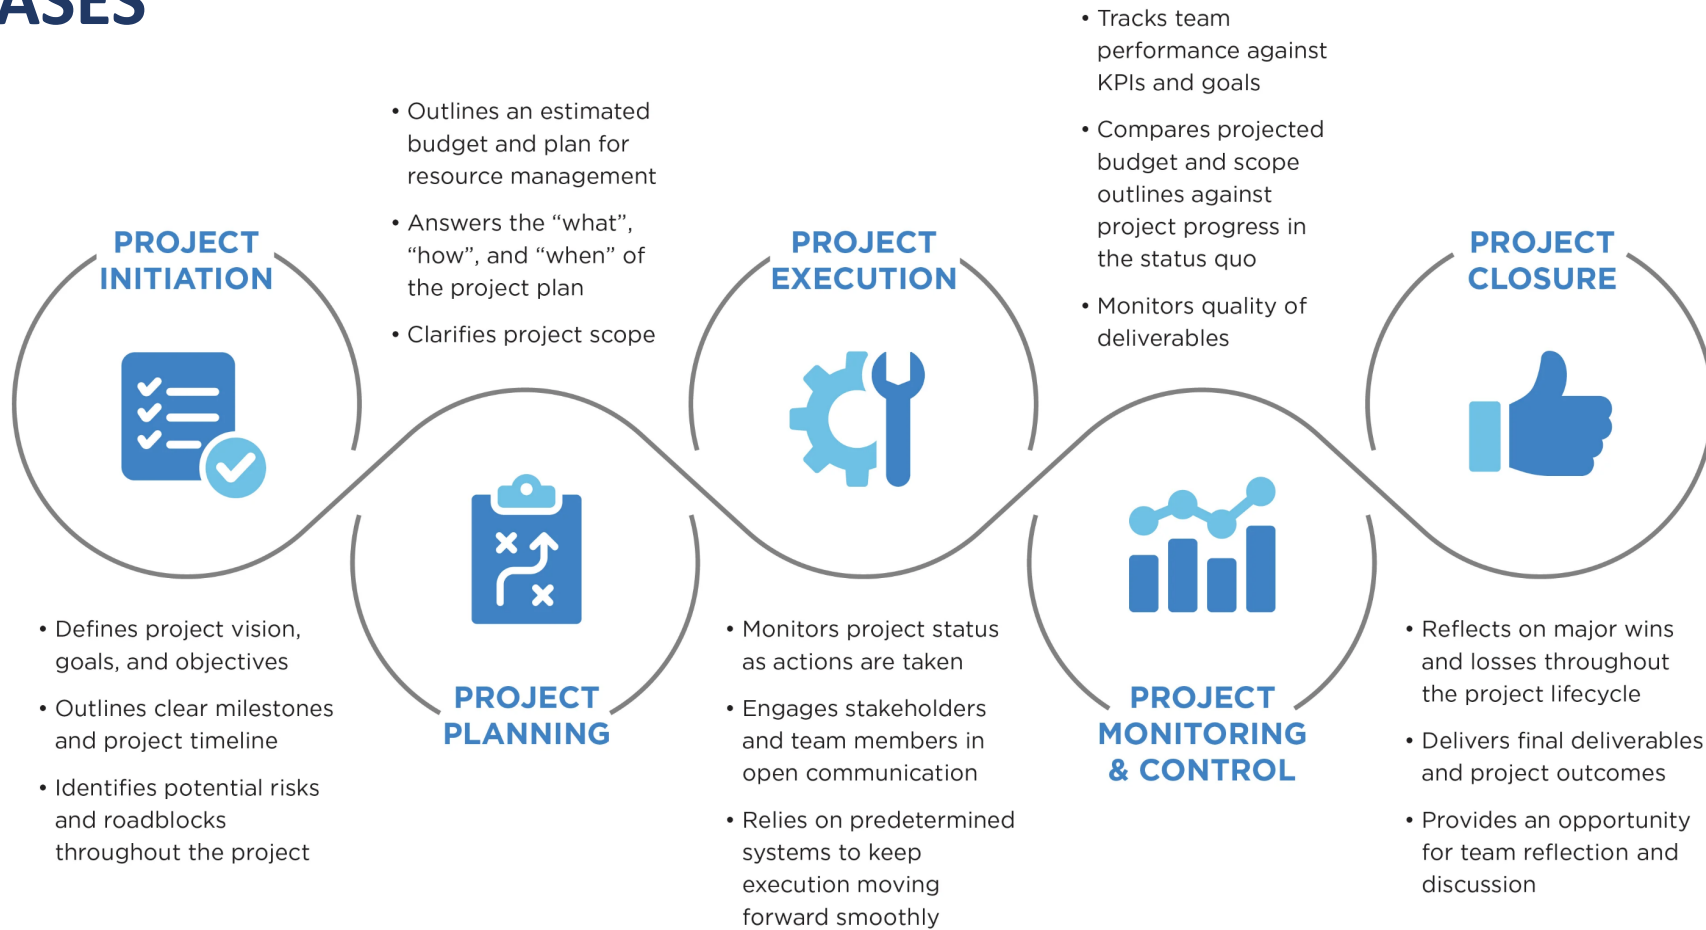 ASES
PROJECT
INITIATION
• Defines project vision,
goals, and objectives
• Outlines clear milestones
and project timeline
• Identifies potential risks
and roadblocks
throughout the project
• Outlines an estimated
budget and plan for
resource management
• Answers the “what”,
“how”, and “when” of
the project plan
• Clarifies project scope
PROJECT
PLANNING
PROJECT
EXECUTION
• Monitors project status
as actions are taken
• Engages stakeholders
and team members in
open communication
• Relies on predetermined
systems to keep
execution moving
forward smoothly
• Tracks team
performance against
KPIs and goals
• Compares projected
budget and scope
outlines against
project progress in
the status quo
• Monitors quality of
deliverables
PROJECT
MONITORING
& CONTROL
PROJECT
CLOSURE
• Reflects on major wins
and losses throughout
the project lifecycle
• Delivers final deliverables
and project outcomes
• Provides an opportunity
for team reflection and
discussion